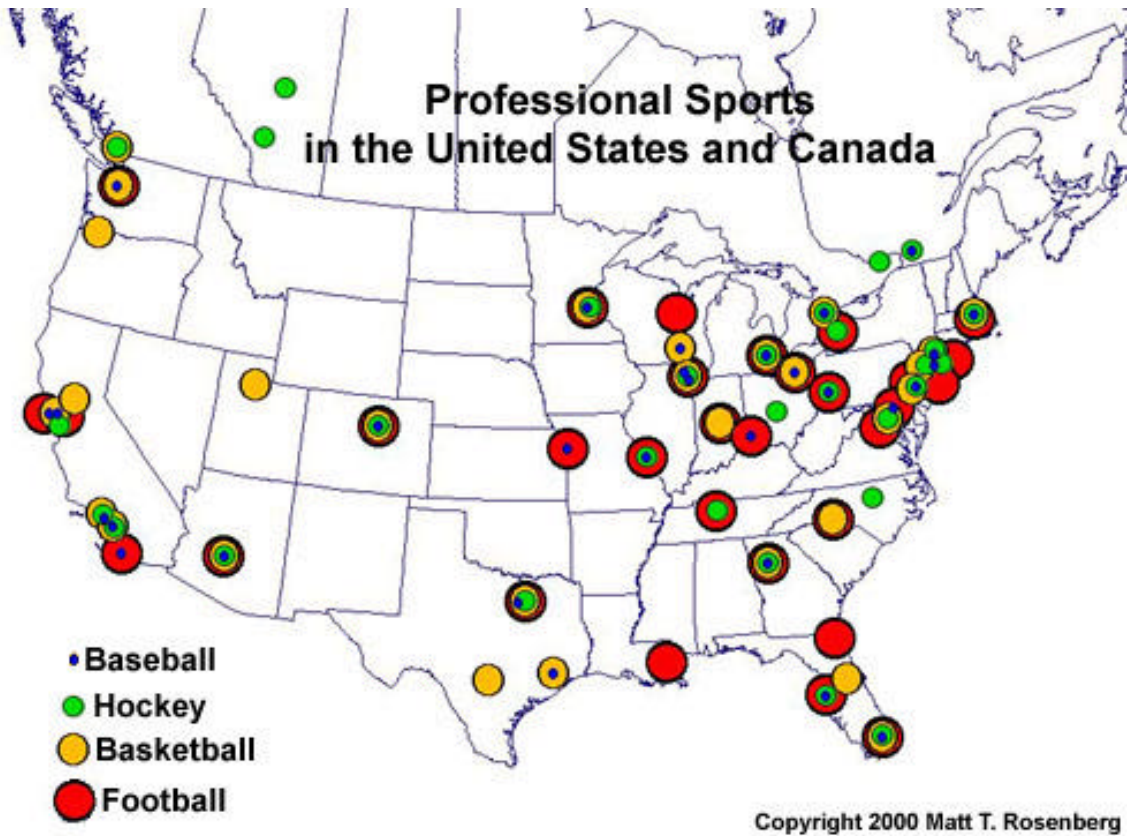 Professional Sports
in the United States and Canada
Baseball
Hockey
Basketball
Football
Copyright 2000 Matt T. Rosenberg